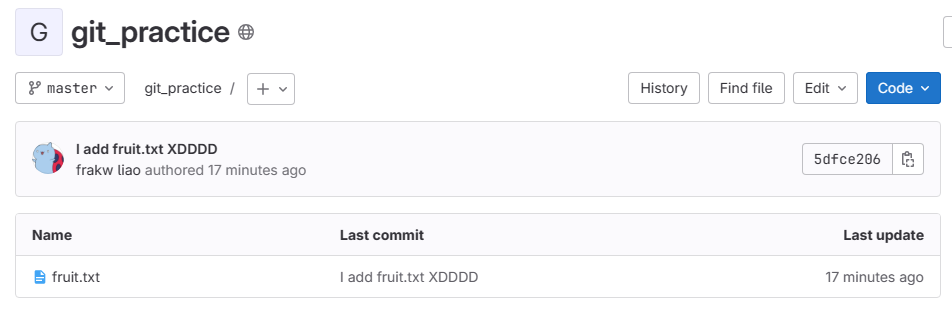 G git_practice
master git_practice / + History Find file Edit Code
I add fruit.txt XDDDD
frakw liao authored 17 minutes ago
5dfce206
Name Last commit Last update
fruit.txt I add fruit.txt XDDDD 17 minutes ago